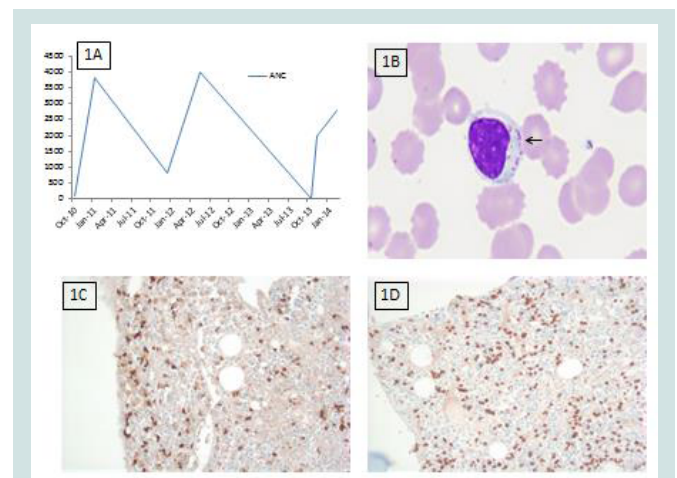 1A
4500
4000
3500
3000
2500
2000
1500
1000
500
0
ANC
Oct-10
Jan-11
Apr-11
Jul-11
Oct-11
Jan-12
Apr-12
Jul-12
Oct-12
Jan-13
Apr-13
Jul-13
Oct-13
Jan-14
1B
1C
1D